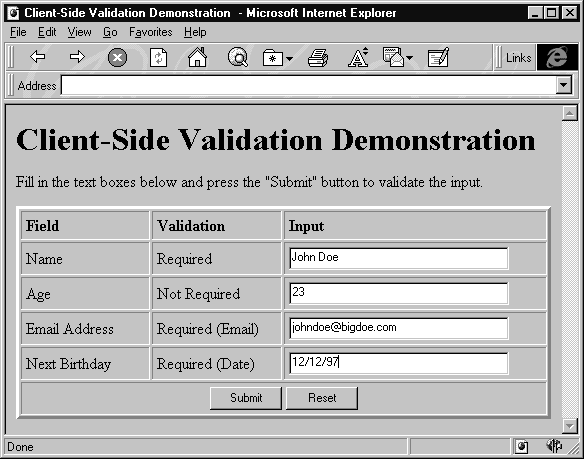 Client-Side Validation Demonstration - Microsoft Internet Explorer
File Edit View Go Favorites Help
Links
Address
Client-Side Validation Demonstration
Fill in the text boxes below and press the "Submit" button to validate the input.
Field Validation Input
Name Required John Doe
Age Not Required 23
Email Address Required (Email) johndoe@bigdoe.com
Next Birthday Required (Date) 12/12/97
Submit Reset
Done